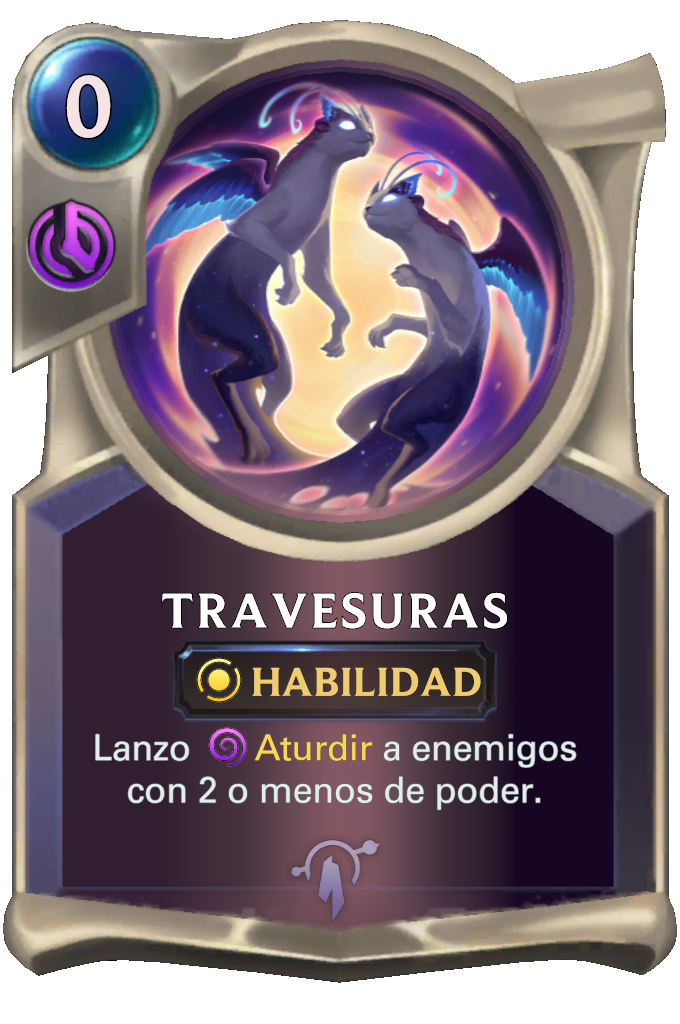 0
TRAVESURAS
HABILIDAD
Lanzo Aturdir a enemigos
con 2 o menos de poder.